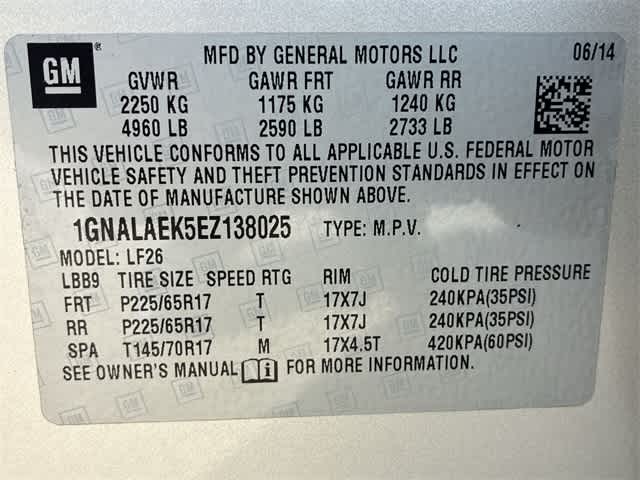 GM ® MFD BY GENERAL MOTORS LLC 06/14
GVWR GAWR FRT GAWR RR
2250 KG 1175 KG 1240 KG
4960 LB 2590 LB 2733 LB
THIS VEHICLE CONFORMS TO ALL APPLICABLE U.S. FEDERAL MOTOR
VEHICLE SAFETY AND THEFT PREVENTION STANDARDS IN EFFECT ON
THE DATE OF MANUFACTURE SHOWN ABOVE.
1GNALAEK5EZ138025 TYPE: M.P.V.
MODEL: LF26
LBB9 TIRE SIZE SPEED RTG RIM COLD TIRE PRESSURE
FRT P225/65R17 T 17X7J 240KPA(35PSI)
RR P225/65R17 T 17X7J 240KPA(35PSI)
SPA T145/70R17 M 17X4.5T 420KPA(60PSI)
SEE OWNER'S MANUAL i FOR MORE INFORMATION.